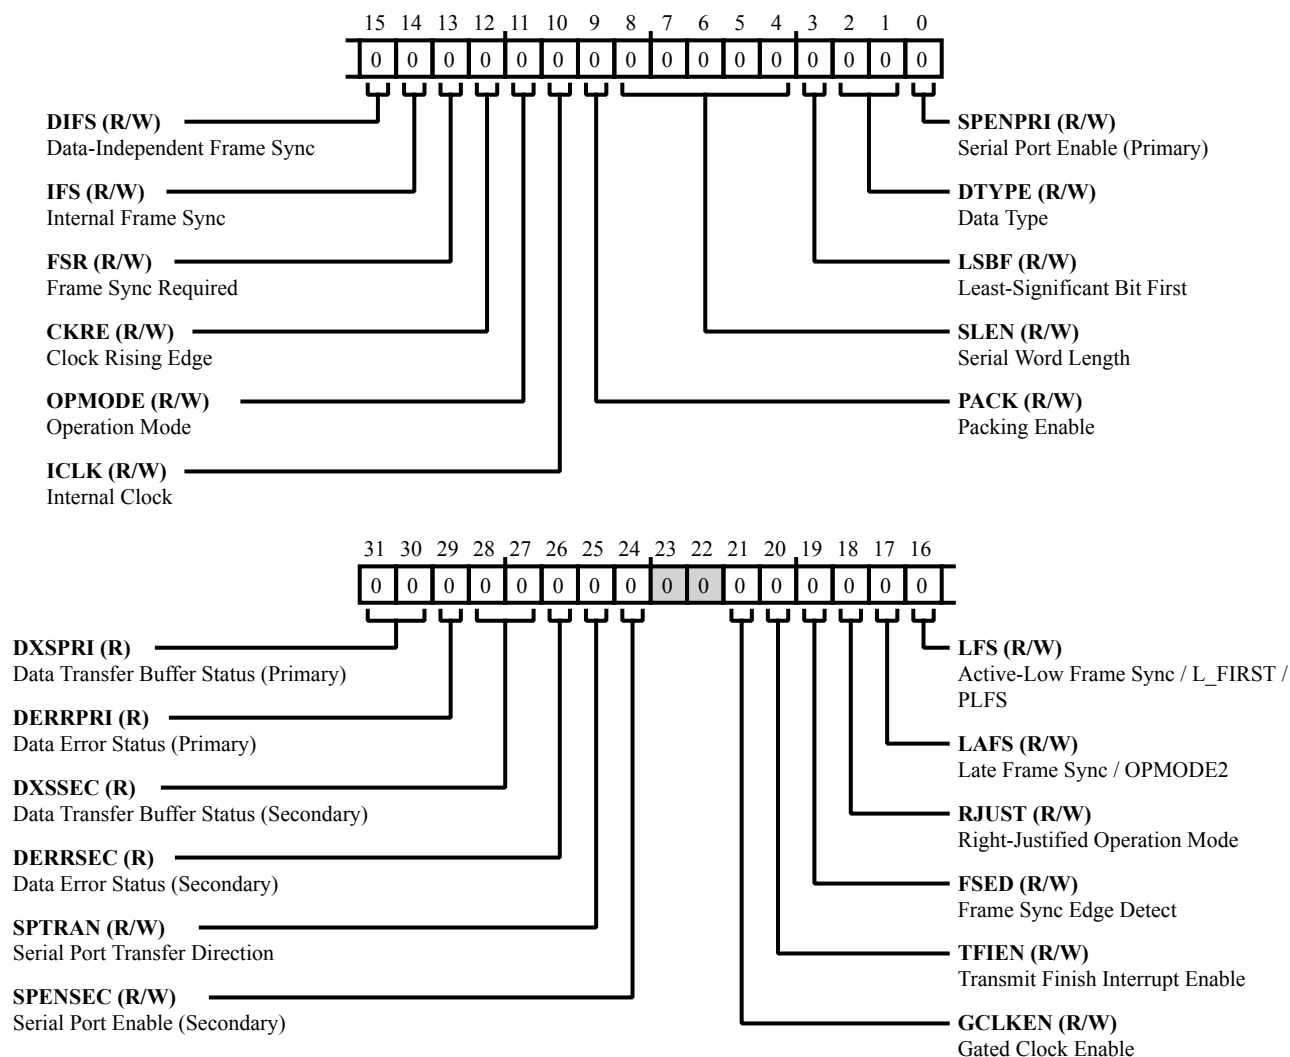 15 14 13 12 11 10 9 8 7 6 5 4 3 2 1 0
0 0 0 0 0 0 0 0 0 0 0 0 0 0 0 0
DIFS (R/W)
Data-Independent Frame Sync
IFS (R/W)
Internal Frame Sync
FSR (R/W)
Frame Sync Required
CKRE (R/W)
Clock Rising Edge
OPMODE (R/W)
Operation Mode
ICLK (R/W)
Internal Clock
SPENPRI (R/W)
Serial Port Enable (Primary)
DTYPE (R/W)
Data Type
LSBF (R/W)
Least-Significant Bit First
SLEN (R/W)
Serial Word Length
PACK (R/W)
Packing Enable
31 30 29 28 27 26 25 24 23 22 21 20 19 18 17 16
0 0 0 0 0 0 0 0 0 0 0 0 0 0 0 0
DXSPRI (R)
Data Transfer Buffer Status (Primary)
DERRPRI (R)
Data Error Status (Primary)
DXSSEC (R)
Data Transfer Buffer Status (Secondary)
DERRSEC (R)
Data Error Status (Secondary)
SPTRAN (R/W)
Serial Port Transfer Direction
SPENSEC (R/W)
Serial Port Enable (Secondary)
LFS (R/W)
Active-Low Frame Sync / L_FIRST /
PLFS
LAFS (R/W)
Late Frame Sync / OPMODE2
RJUST (R/W)
Right-Justified Operation Mode
FSED (R/W)
Frame Sync Edge Detect
TFIEN (R/W)
Transmit Finish Interrupt Enable
GCLKEN (R/W)
Gated Clock Enable